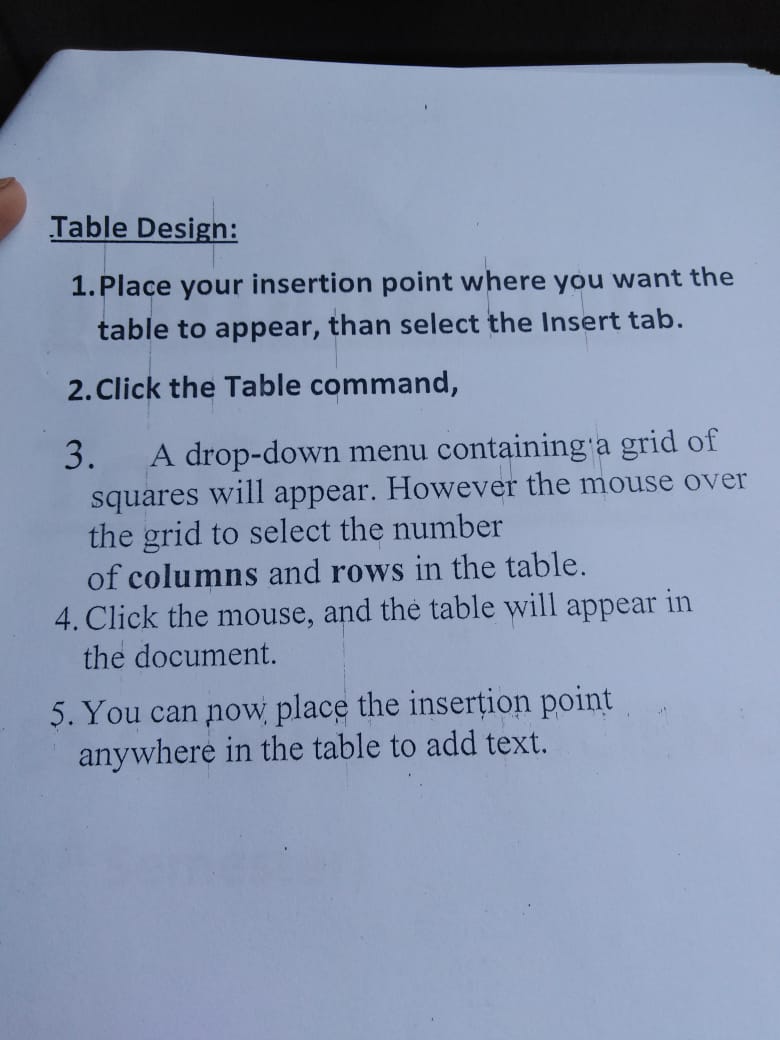 Table Design:
1.Place your insertion point where you want the
table to appear, than select the Insert tab.
2.Click the Table command,
3. A drop-down menu containing a grid of
squares will appear. However the mouse over
the grid to select the number
of columns and rows in the table.
4. Click the mouse, and the table will appear in
the document.
5. You can now place the insertion point
anywhere in the table to add text.